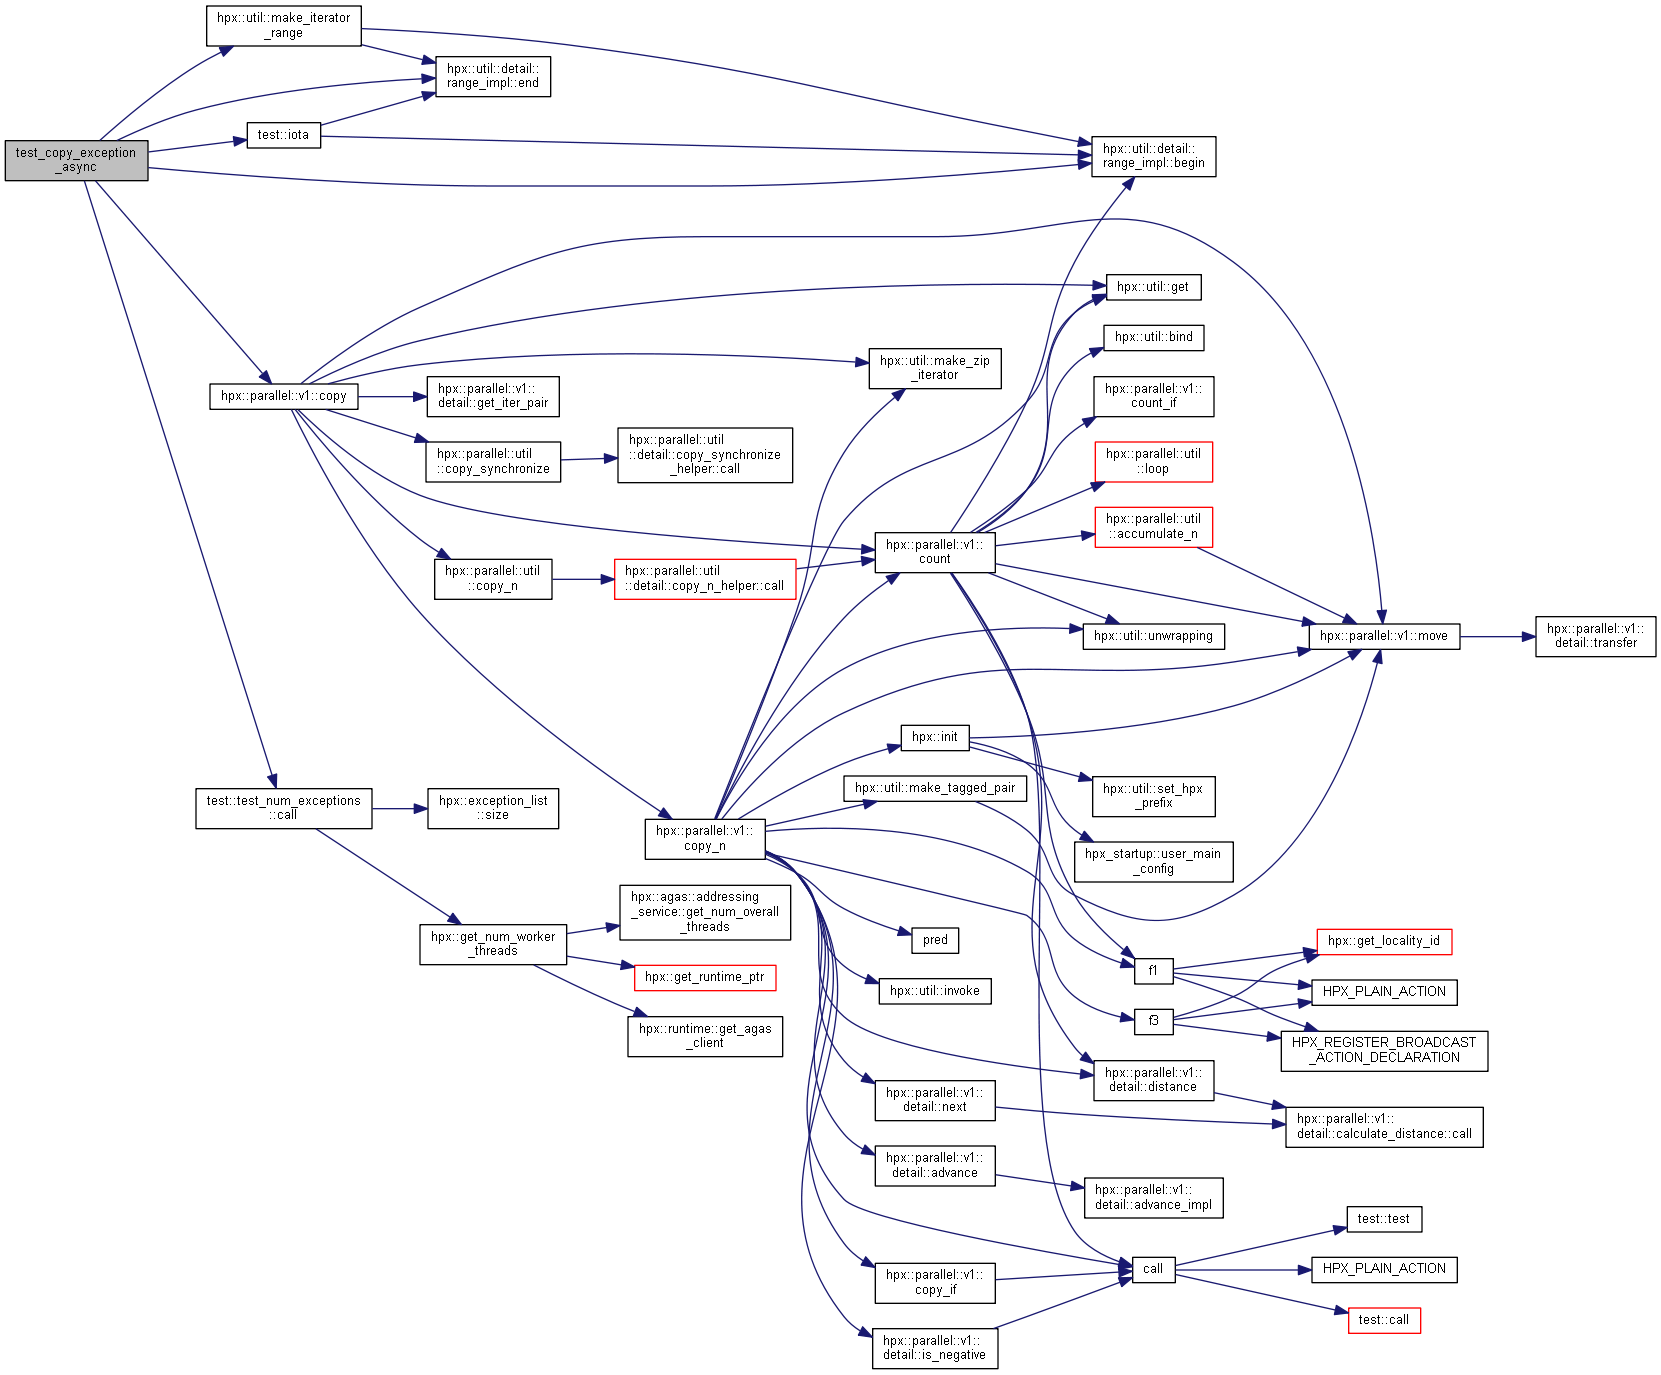 hpx::util::make_iterator
_range
hpx::util::detail::
range_impl::end
test::iota
test_copy_exception
_async
hpx::util::detail::
range_impl::begin
hpx::util::get
hpx::util::bind
hpx::util::make_zip
_iterator
hpx::parallel::v1::copy
hpx::parallel::v1::
detail::get_iter_pair
hpx::parallel::v1::
count_if
hpx::parallel::util
::copy_synchronize
hpx::parallel::util
::detail::copy_synchronize
_helper::call
hpx::parallel::util
::loop
hpx::parallel::util
::accumulate_n
hpx::parallel::v1::
count
hpx::parallel::util
::copy_n
hpx::parallel::util
::detail::copy_n_helper::call
hpx::util::unwrapping
hpx::parallel::v1::move
hpx::parallel::v1::
detail::transfer
hpx::init
hpx::util::make_tagged_pair
hpx::util::set_hpx
_prefix
test::test_num_exceptions
::call
hpx::exception_list
::size
hpx::parallel::v1::
copy_n
hpx_startup::user_main
_config
hpx::agas::addressing
_service::get_num_overall
_threads
hpx::get_num_worker
_threads
hpx::get_runtime_ptr
hpx::runtime::get_agas
_client
pred
hpx::util::invoke
f1
hpx::get_locality_id
HPX_PLAIN_ACTION
f3
HPX_REGISTER_BROADCAST
_ACTION_DECLARATION
hpx::parallel::v1::
detail::distance
hpx::parallel::v1::
detail::next
hpx::parallel::v1::
detail::calculate_distance::call
hpx::parallel::v1::
detail::advance
hpx::parallel::v1::
detail::advance_impl
test::test
call
HPX_PLAIN_ACTION
hpx::parallel::v1::
copy_if
test::call
hpx::parallel::v1::
detail::is_negative